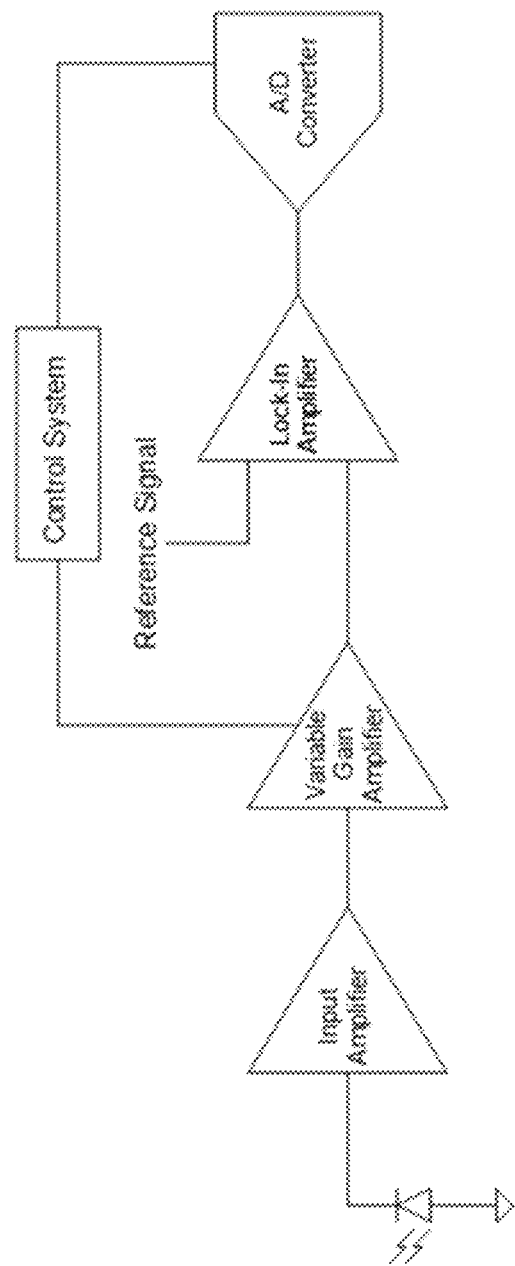 Control System
Reference Signal
Input
Amplifier
Variable
Gain
Amplifier
Lock-In
Amplifier
A/D
Converter